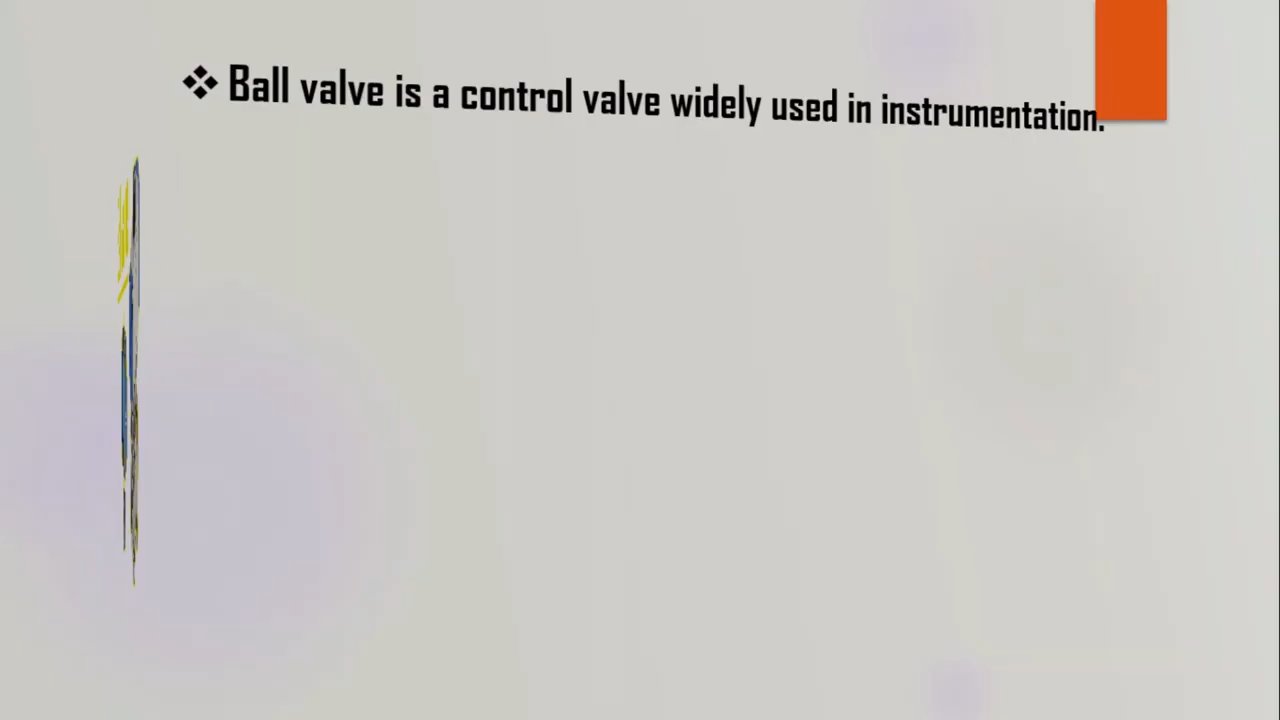 ❖ Ball valve is a control valve widely used in instrumentation.